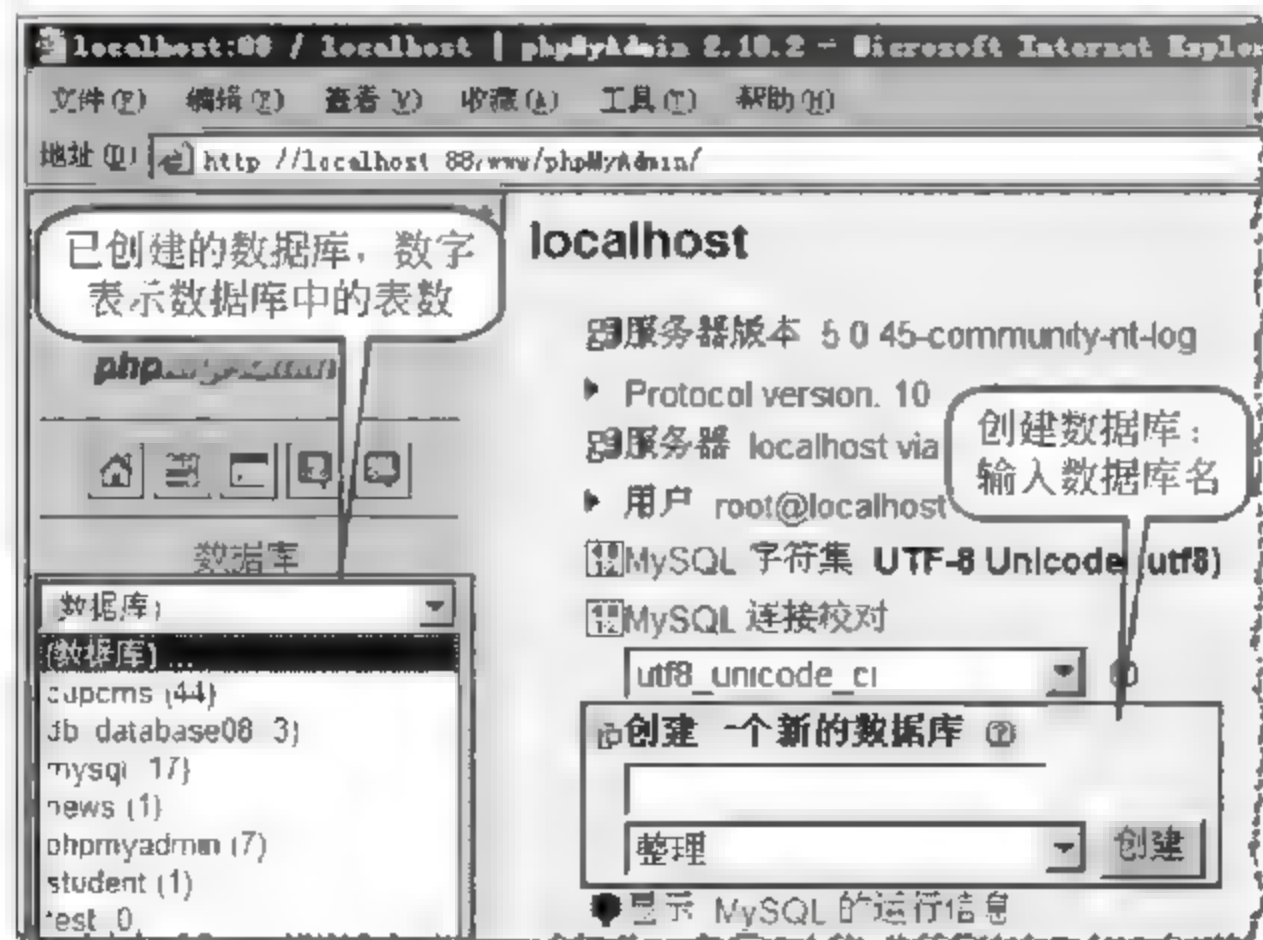 localhost:88 / localhost | phpMyAdmin 2.10.2 - Microsoft Internet Explor
文件(F) 编辑(E) 查看(V) 收藏(A) 工具(T) 帮助(H)
地址(D) http://localhost:88/www/phpMyAdmin/
已创建的数据库，数字
表示数据库中的表数
phpMyAdmin
数据库
(数据库)
(数据库) ...
cupcms (44)
db_database08 (3)
mysql (17)
news (1)
phpmyadmin (7)
student (1)
test (0)
localhost
服务器版本 5.0.45-community-nt-log
Protocol version: 10
服务器 localhost via
用户 root@localhost
MySQL 字符集 UTF-8 Unicode (utf8)
MySQL 连接校对
utf8_unicode_ci
创建数据库：
输入数据库名
创建一个新的数据库
整理
创建
显示 MySQL 的运行信息